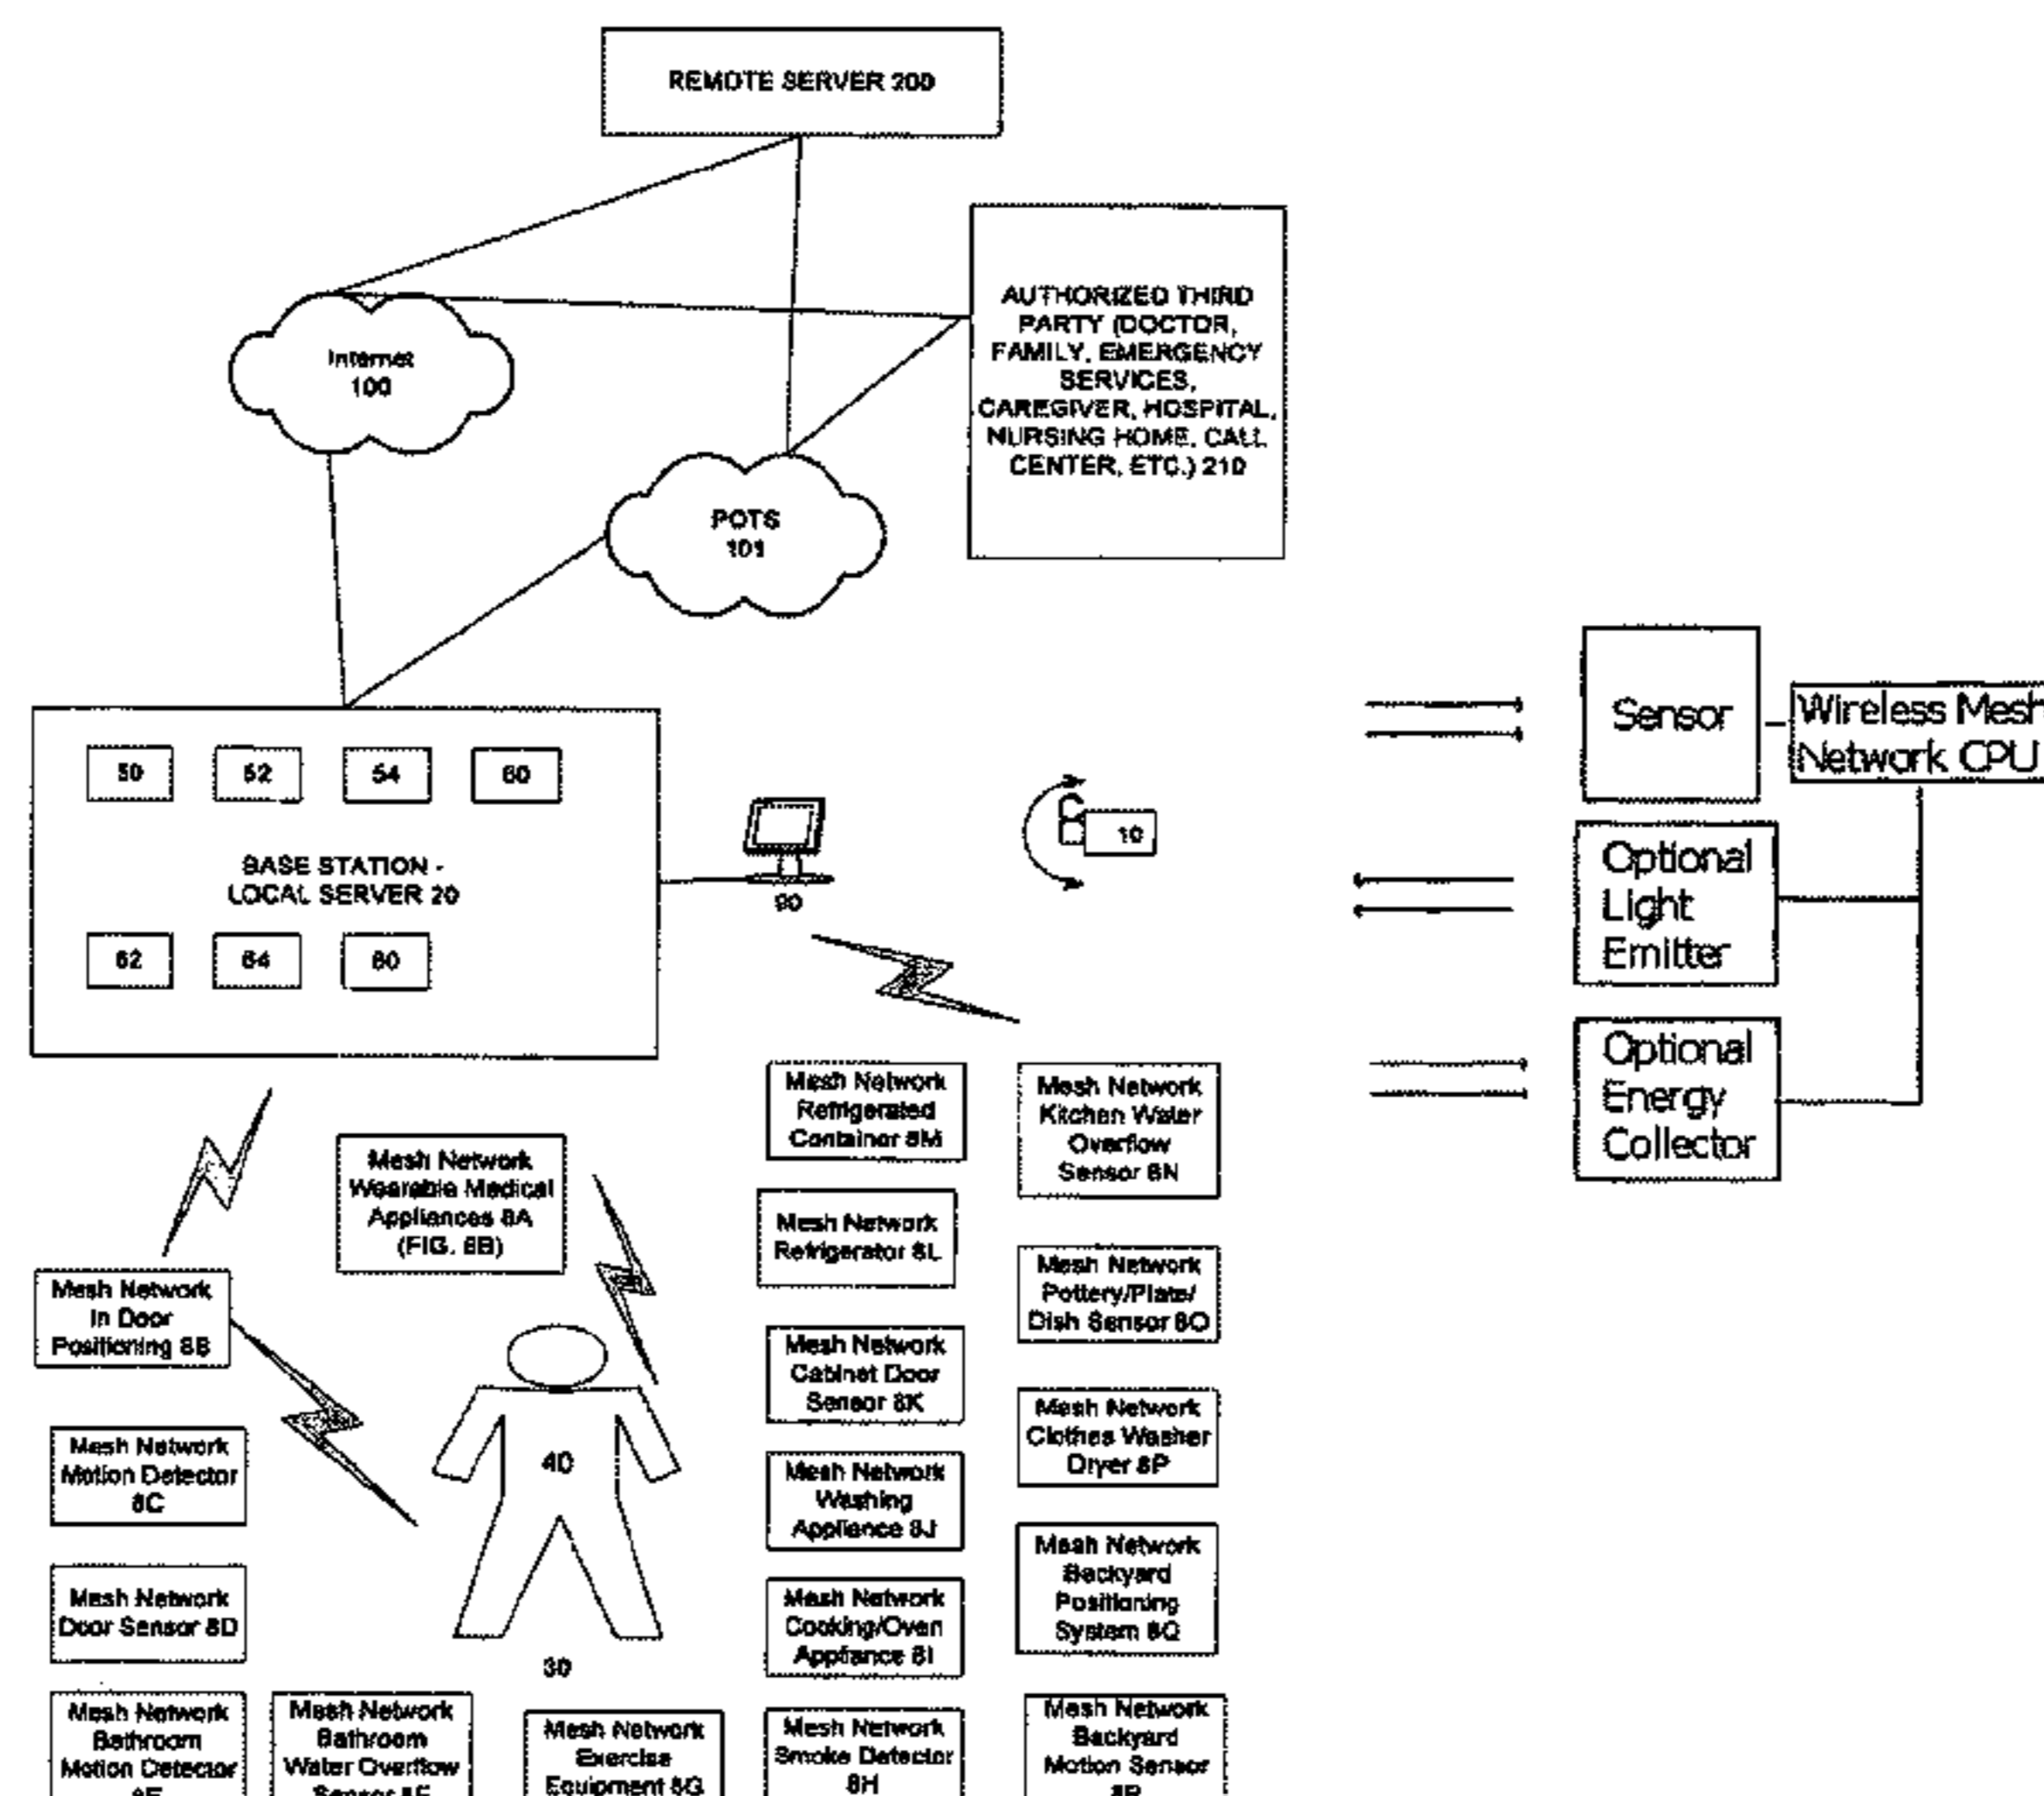 REMOTE SERVER 200
AUTHORIZED THIRD
PARTY (DOCTOR,
FAMILY, EMERGENCY
SERVICES,
CAREGIVER, HOSPITAL,
NURSING HOME, CALL
CENTER, ETC.) 210
Internet
100
POTS
101
50
52
54
60
BASE STATION -
LOCAL SERVER 20
62
64
80
90
10
Sensor
Wireless Mesh
Network CPU
Optional
Light
Emitter
Optional
Energy
Collector
Mesh Network
Wearable Medical
Appliances 8A
(FIG. 6B)
Mesh Network
In Door
Positioning 8B
Mesh Network
Motion Detector
8C
Mesh Network
Door Sensor 8D
Mesh Network
Bathroom
Motion Detector
8E
Mesh Network
Bathroom
Water Overflow
Sensor 8F
40
30
Mesh Network
Exercise
Equipment 8G
Mesh Network
Refrigerated
Container 8M
Mesh Network
Refrigerator 8L
Mesh Network
Cabinet Door
Sensor 8K
Mesh Network
Washing
Appliance 8J
Mesh Network
Cooking/Oven
Appliance 8I
Mesh Network
Smoke Detector
8H
Mesh Network
Kitchen Water
Overflow
Sensor 8N
Mesh Network
Pottery/Plate/
Dish Sensor 8O
Mesh Network
Clothes Washer
Dryer 8P
Mesh Network
Backyard
Positioning
System 8Q
Mesh Network
Backyard
Motion Sensor
8R